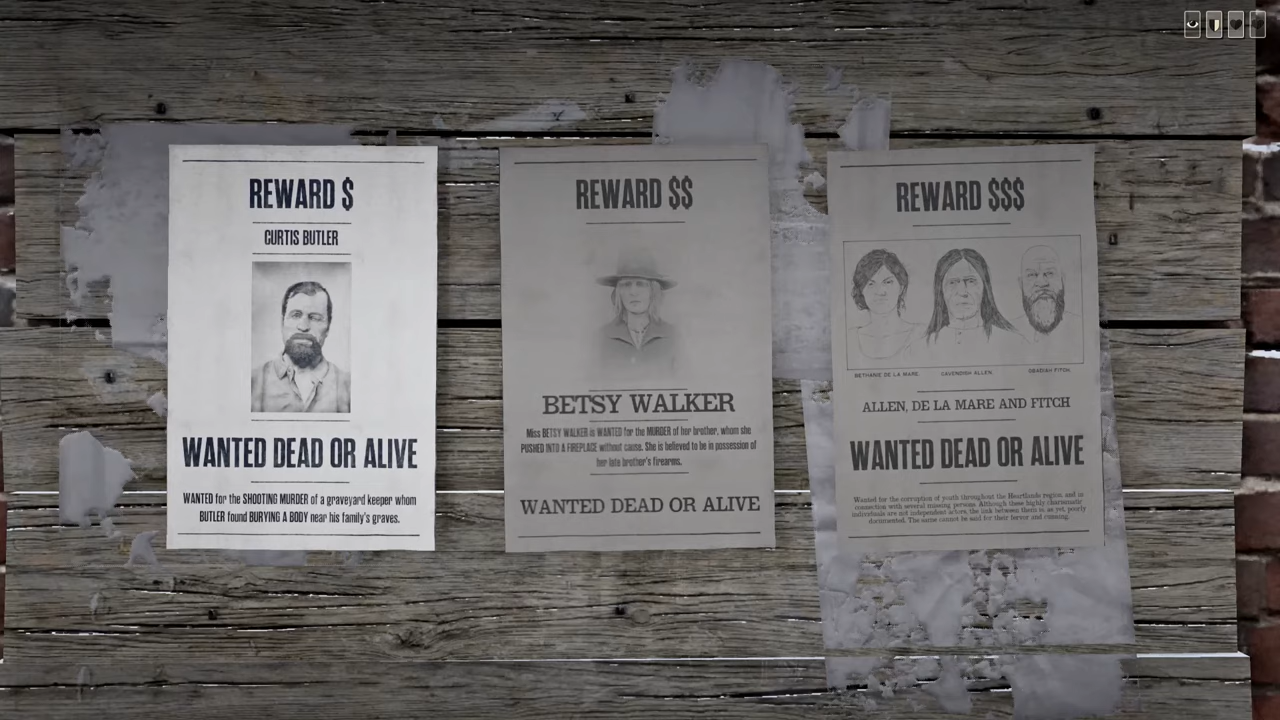 REWARD $
CURTIS BUTLER
WANTED DEAD OR ALIVE
WANTED for the SHOOTING MURDER of a graveyard keeper whom
BUTLER found BURYING A BODY near his family's graves.
REWARD $$
BETSY WALKER
Miss BETSY WALKER is WANTED for the MURDER of her brother, whom she
PUSHED INTO A FIREPLACE without cause. She is believed to be in possession of
her late brother's firearms.
WANTED DEAD OR ALIVE
REWARD $$$
BETHANIE DE LA MARE. CAVENDISH ALLEN. OBADIAH FITCH.
ALLEN, DE LA MARE AND FITCH
WANTED DEAD OR ALIVE
Wanted for the corruption of youth throughout the Heartlands region, and in
connection with several missing persons. Although these highly charismatic
individuals are not independent actors, the link between them is, as yet, poorly
documented. The same cannot be said for their horror and cunning.